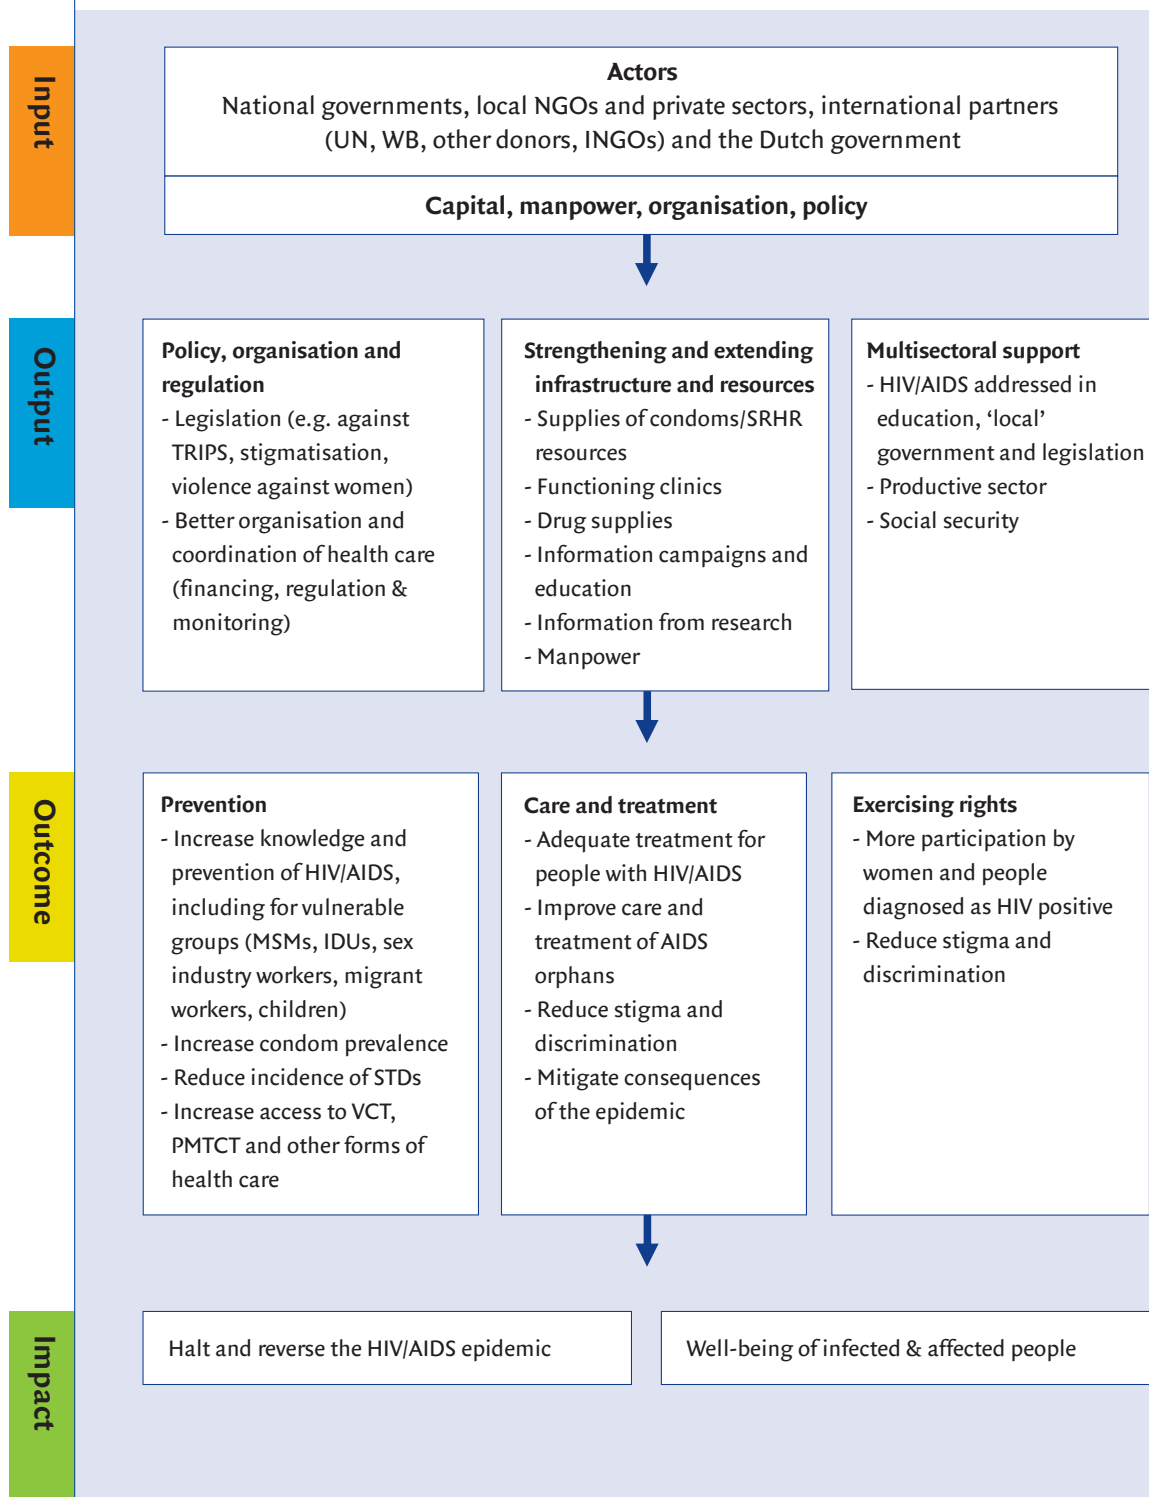 Input
Actors
National governments, local NGOs and private sectors, international partners
(UN, WB, other donors, INGOs) and the Dutch government
Capital, manpower, organisation, policy
Output
Policy, organisation and
regulation
- Legislation (e.g. against
TRIPS, stigmatisation,
violence against women)
- Better organisation and
coordination of health care
(financing, regulation &
monitoring)
Strengthening and extending
infrastructure and resources
- Supplies of condoms/SRHR
resources
- Functioning clinics
- Drug supplies
- Information campaigns and
education
- Information from research
- Manpower
Multisectoral support
- HIV/AIDS addressed in
education, ‘local’
government and legislation
- Productive sector
- Social security
Outcome
Prevention
- Increase knowledge and
prevention of HIV/AIDS,
including for vulnerable
groups (MSMs, IDUs, sex
industry workers, migrant
workers, children)
- Increase condom prevalence
- Reduce incidence of STDs
- Increase access to VCT,
PMTCT and other forms of
health care
Care and treatment
- Adequate treatment for
people with HIV/AIDS
- Improve care and
treatment of AIDS
orphans
- Reduce stigma and
discrimination
- Mitigate consequences
of the epidemic
Exercising rights
- More participation by
women and people
diagnosed as HIV positive
- Reduce stigma and
discrimination
Impact
Halt and reverse the HIV/AIDS epidemic
Well-being of infected & affected people